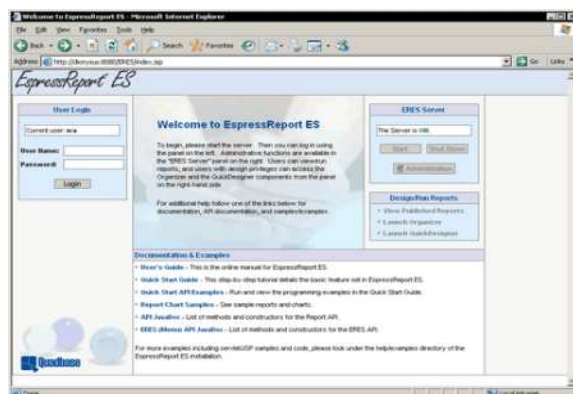 Welcome to EspressReport ES - Microsoft Internet Explorer
File Edit View Favorites Tools Help
Back Search Favorites
Address Go Links
EspressReport ES
User Login
Current user: n/a
User Name:
Password:
Login
Welcome to EspressReport ES
To begin, please start the server. Then you can log in using
the panel on the left. Administrative functions are available in
the "ERES Server" panel on the right. Users can view/run
reports, and users with design privileges can access the
Organizer and the QuickDesigner components from the panel
on the right-hand side.
For additional help follow one of the links below for
documentation, API documentation, and samples/examples.
ERES Server
The Server is
Start Shut Down
Administration
Design/Run Reports
View Published Reports
Launch Organizer
Launch QuickDesigner
Documentation & Examples
User's Guide - This is the online manual for EspressReport ES.
Quick Start Guide - This step-by-step tutorial details the basic feature set in EspressReport ES.
Quick Start API Examples - Run and view the programming examples in the Quick Start Guide.
Report Chart Samples - See sample reports and charts.
API JavaDoc - List of methods and constructors for the Report API.
ERES iMenu API JavaDoc - List of methods and constructors for the ERES API.
For more examples including servlet/JSP samples and code, please look under the help/examples directory of the
EspressReport ES installation.
Quadbase
Done Local intranet